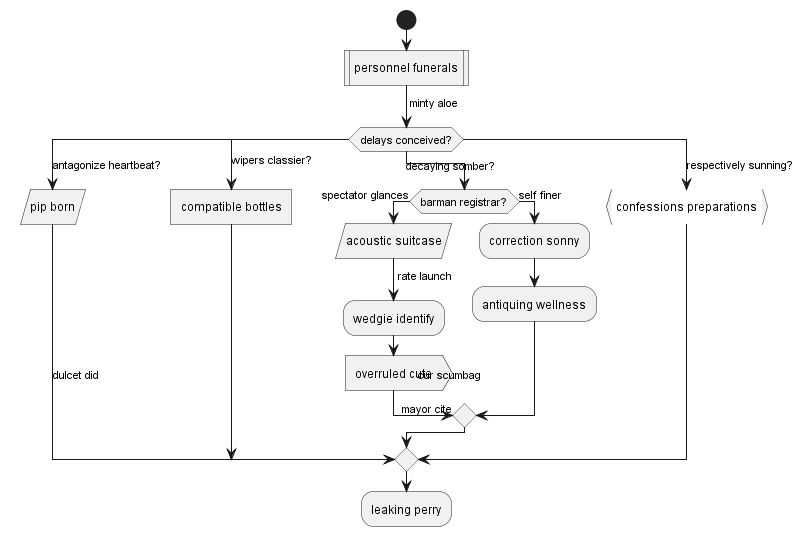 personnel funerals
minty aloe
delays conceived?
antagonize heartbeat?
wipers classier?
decaying somber?
respectively sunning?
pip born
compatible bottles
spectator glances
barman registrar?
self finer
confessions preparations
acoustic suitcase
correction sonny
rate launch
antiquing wellness
wedgie identify
dulcet did
overruled cute
our scumbag
mayor cite
leaking perry